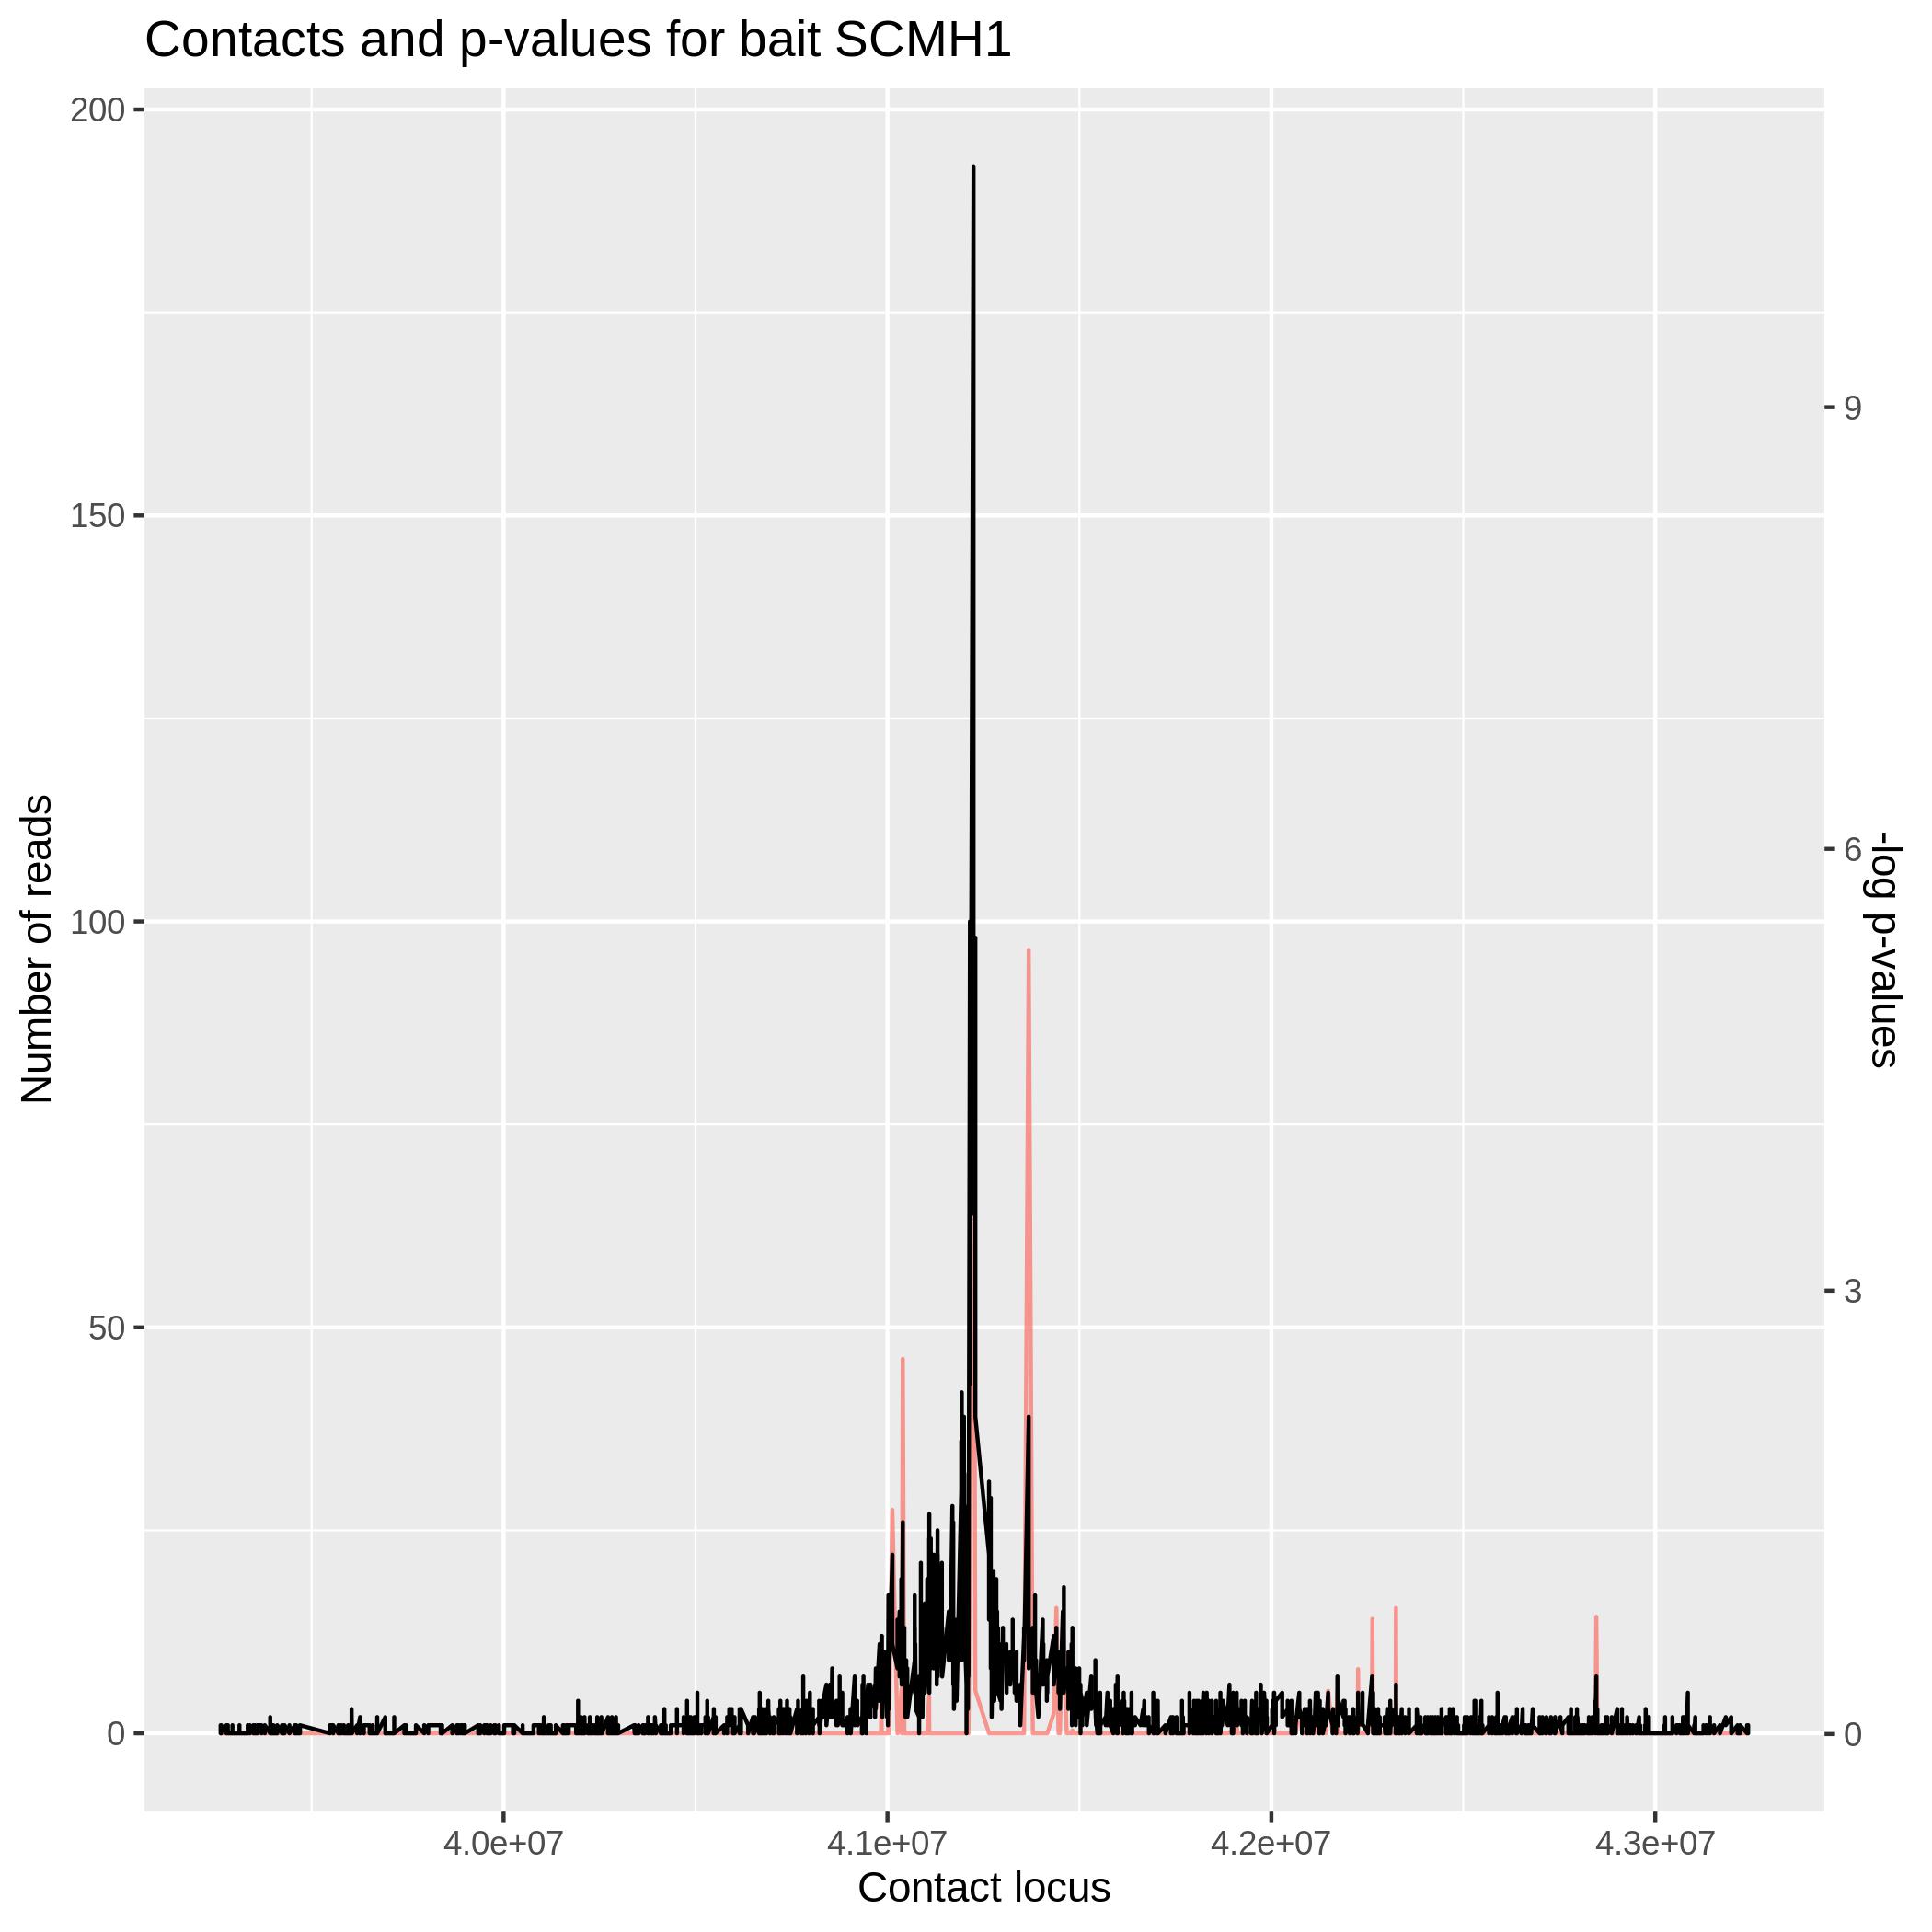 Contacts and p-values for bait SCMH1
200
150
100
50
0
Number of reads
9
6
3
0
-log p-values
4.0e+07
4.1e+07
4.2e+07
4.3e+07
Contact locus